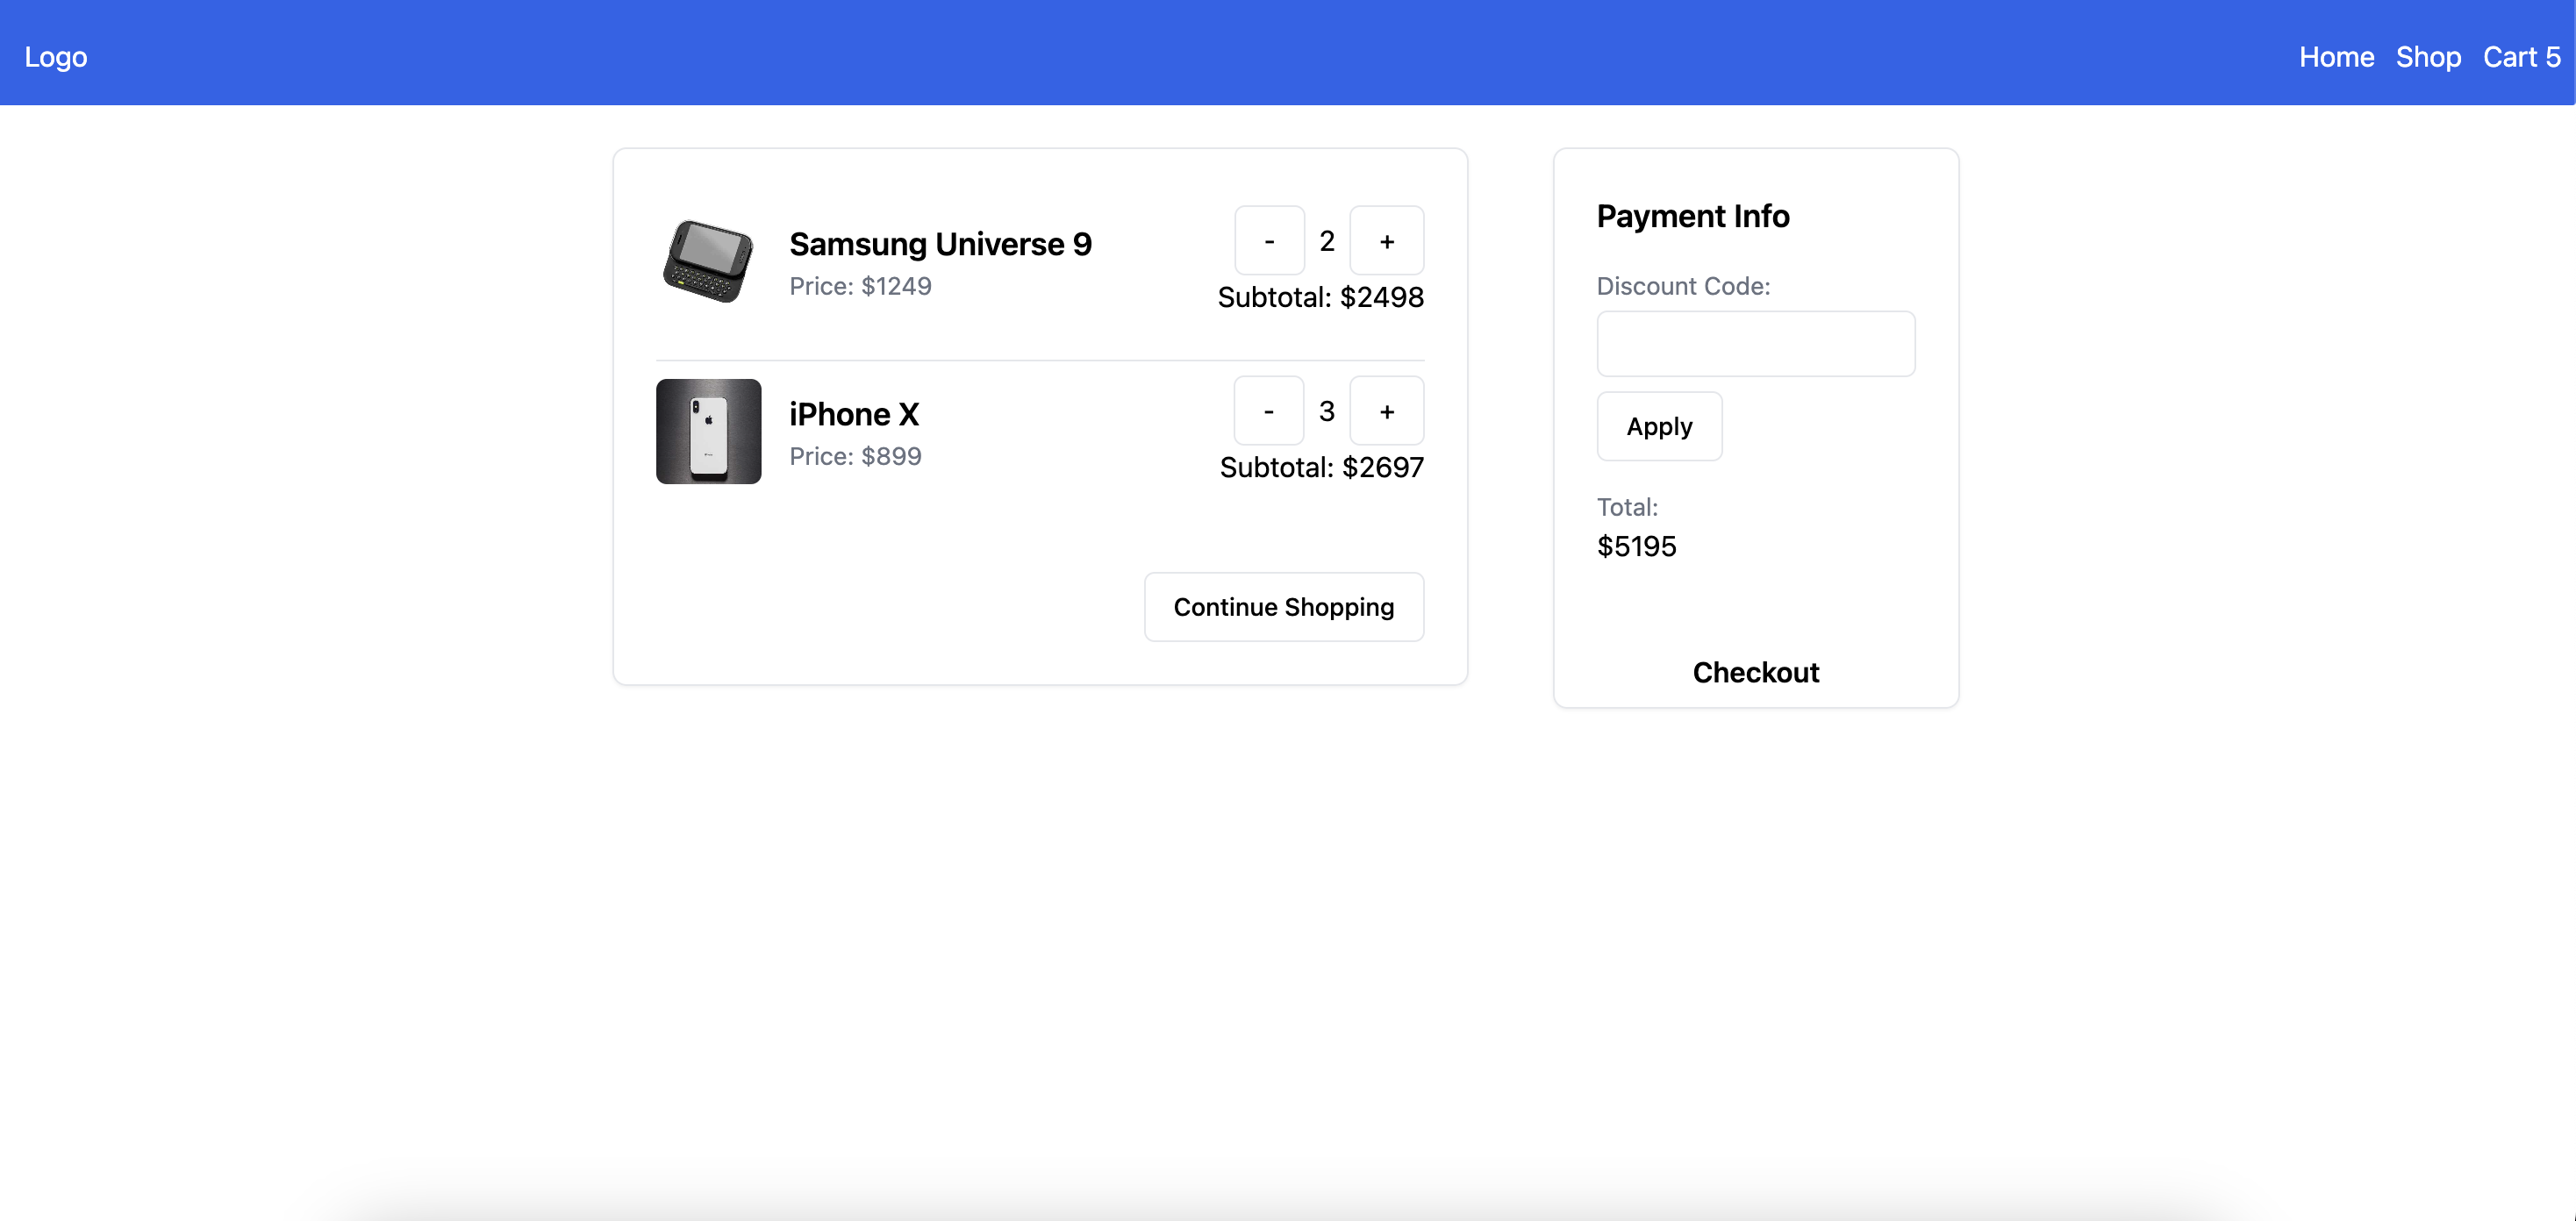 Logo
Home Shop Cart 5
Samsung Universe 9
Price: $1249
- 2 +
Subtotal: $2498
iPhone X
Price: $899
- 3 +
Subtotal: $2697
Continue Shopping
Payment Info
Discount Code:
Apply
Total:
$5195
Checkout